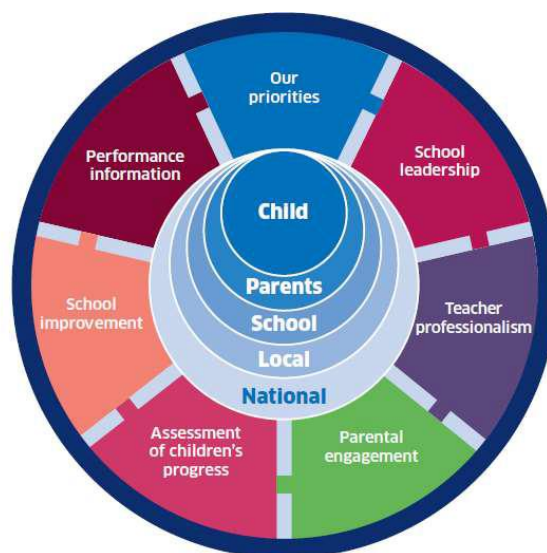 Our
priorities
School
leadership
Teacher
professionalism
Parental
engagement
Assessment
of children's
progress
School
improvement
Performance
information
Child
Parents
School
Local
National